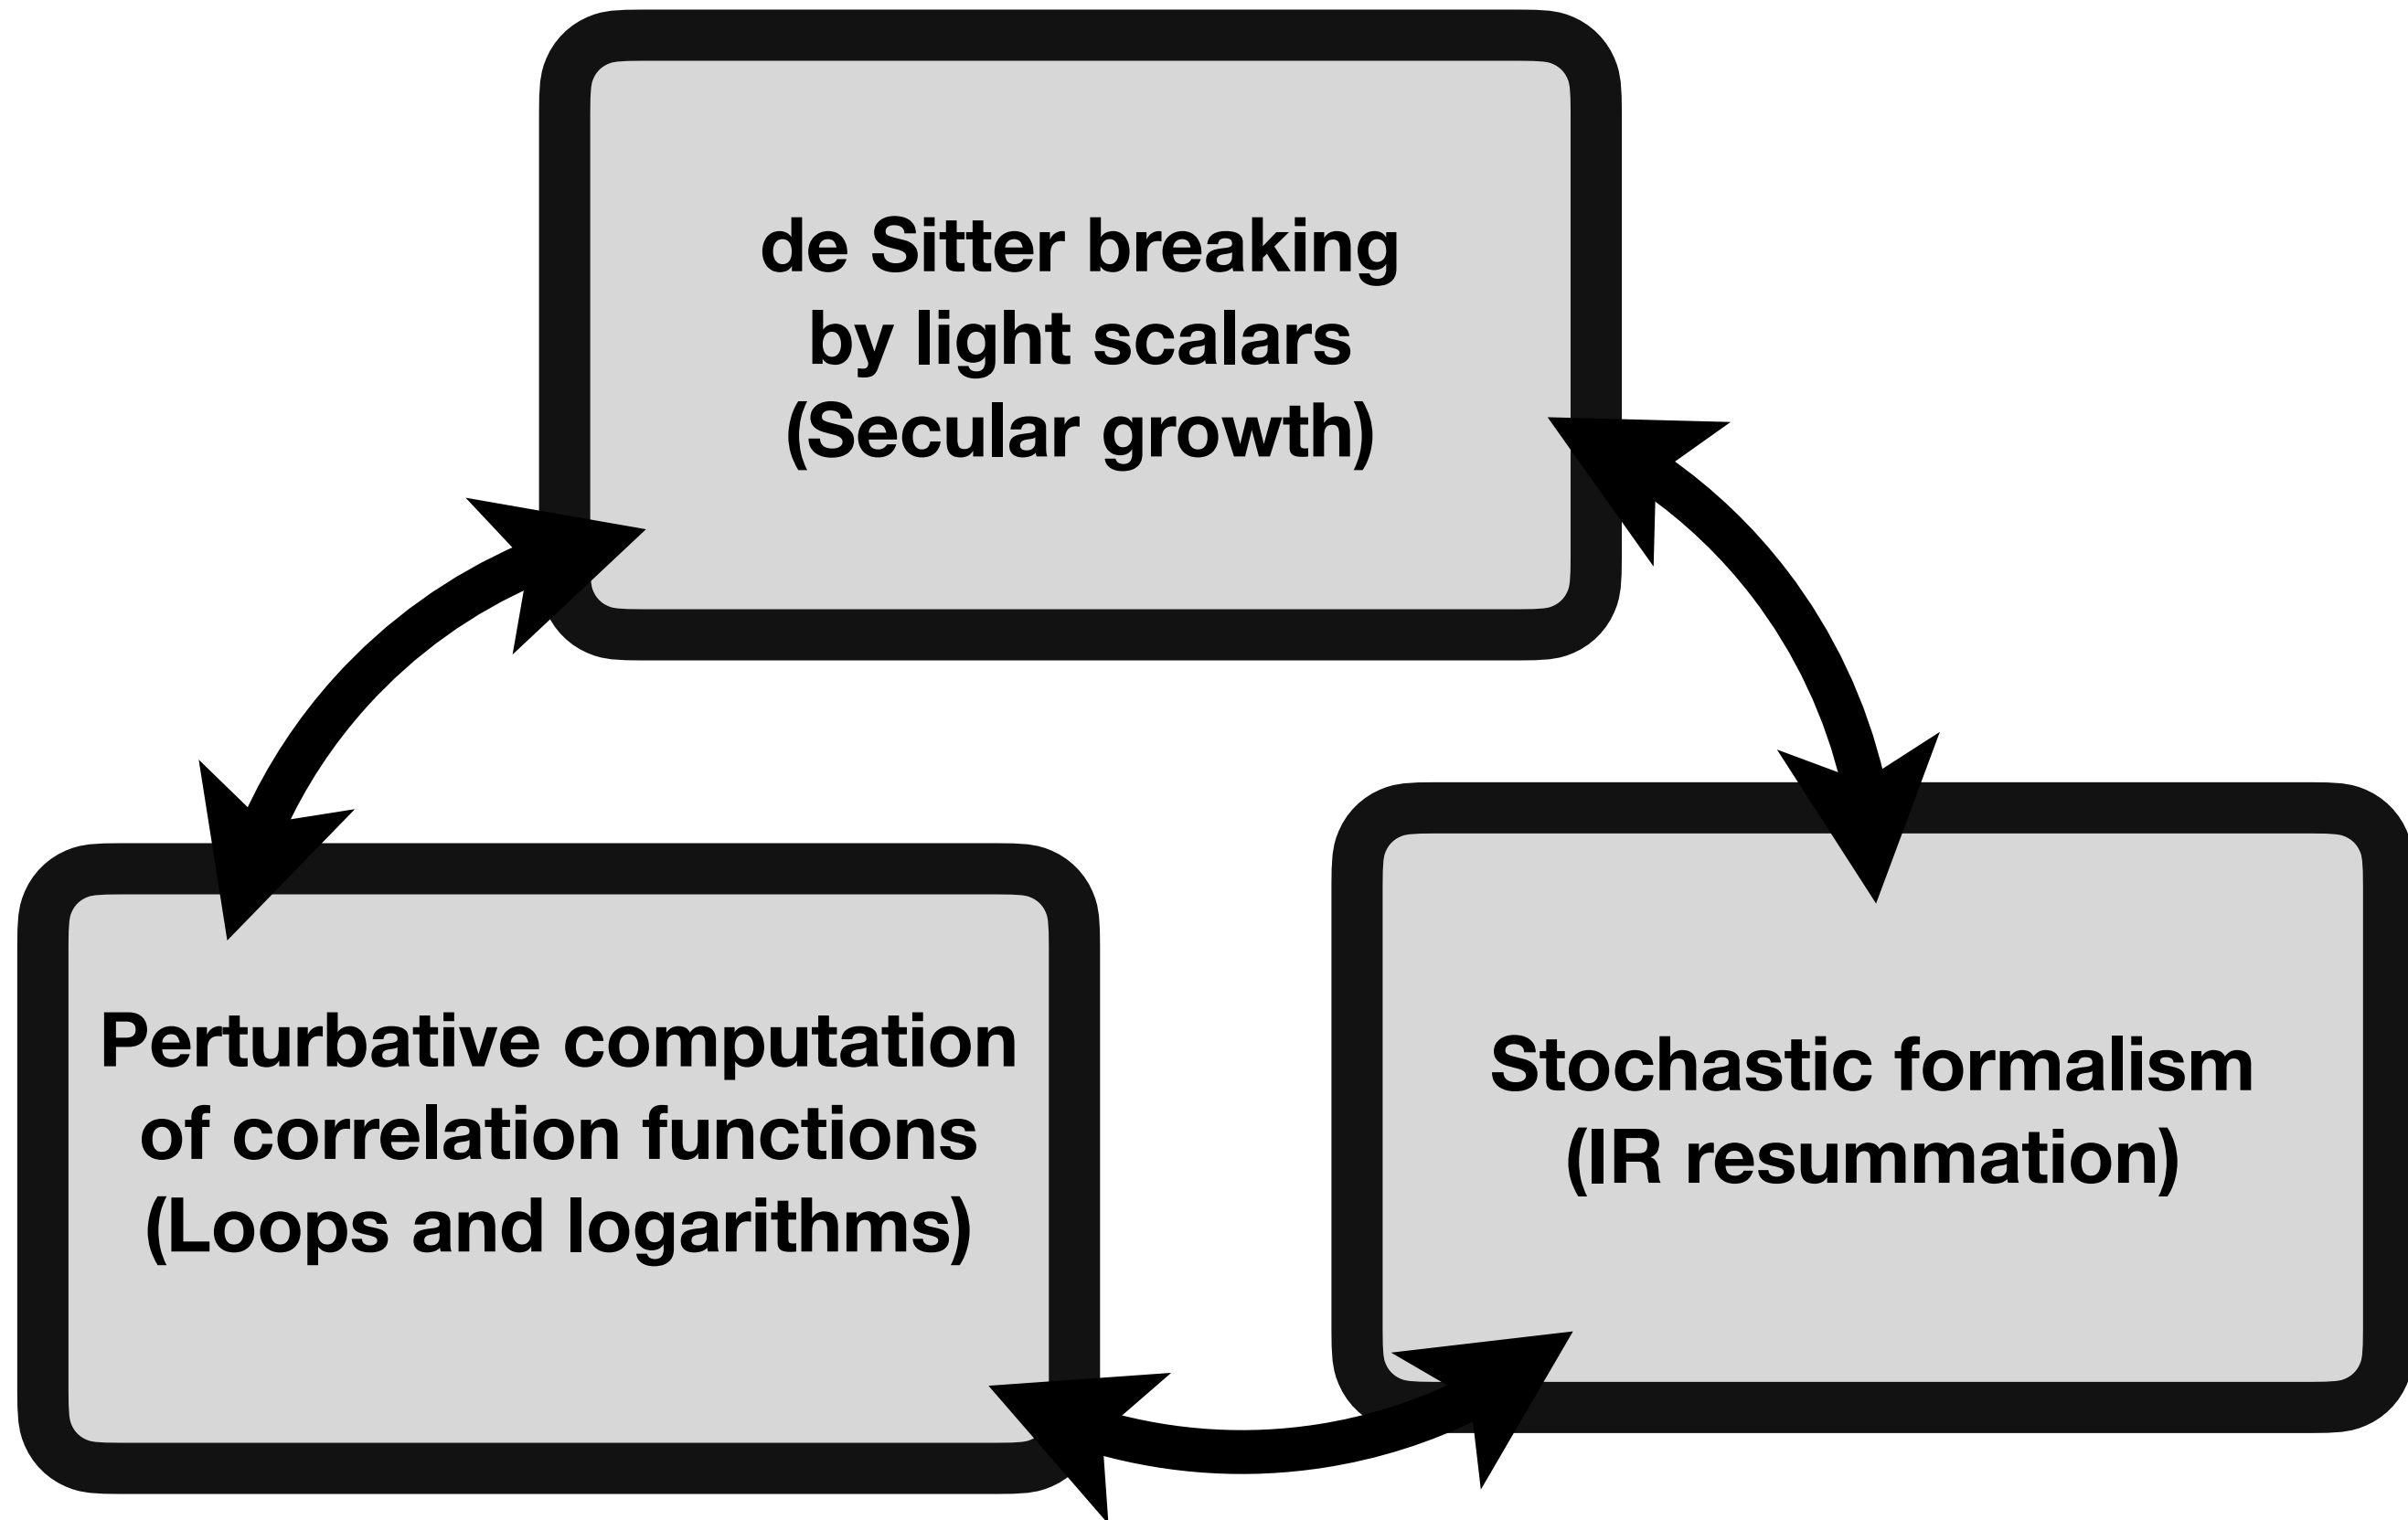 de Sitter breaking
by light scalars
(Secular growth)
Perturbative computation
of correlation functions
(Loops and logarithms)
Stochastic formalism
(IR resummation)